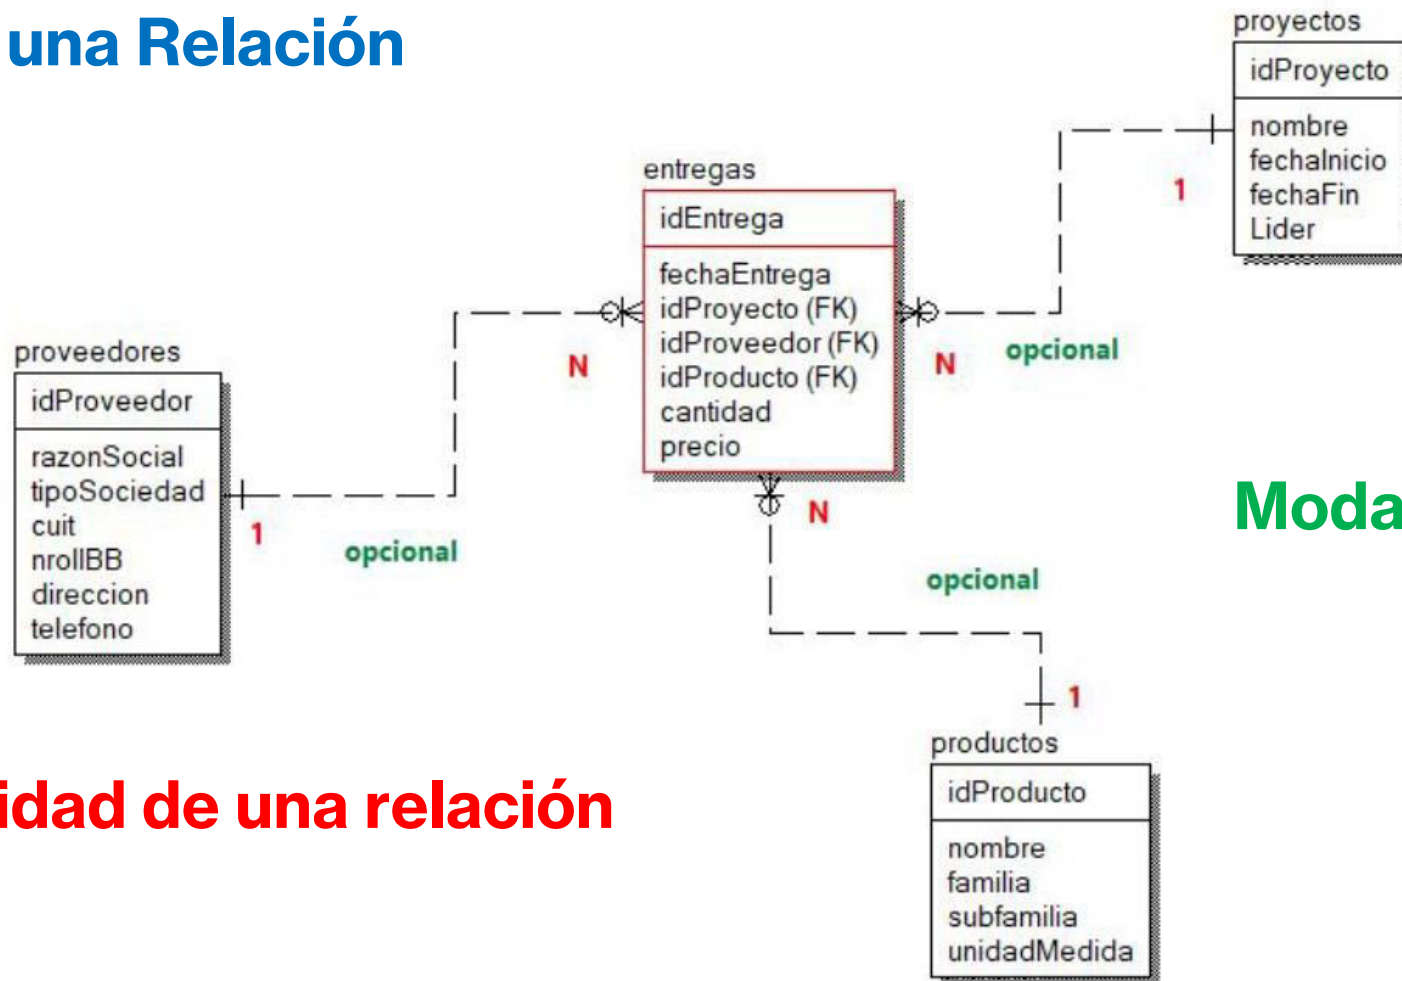 una Relación
proyectos
idProyecto
nombre
fechaInicio
fechaFin
Lider
1
entregas
idEntrega
fechaEntrega
idProyecto (FK)
idProveedor (FK)
idProducto (FK)
cantidad
precio
N
opcional
N
proveedores
idProveedor
razonSocial
tipoSociedad
cuit
nroIIBB
direccion
telefono
1
opcional
Moda
N
opcional
1
productos
idProducto
nombre
familia
subfamilia
unidadMedida
idad de una relación